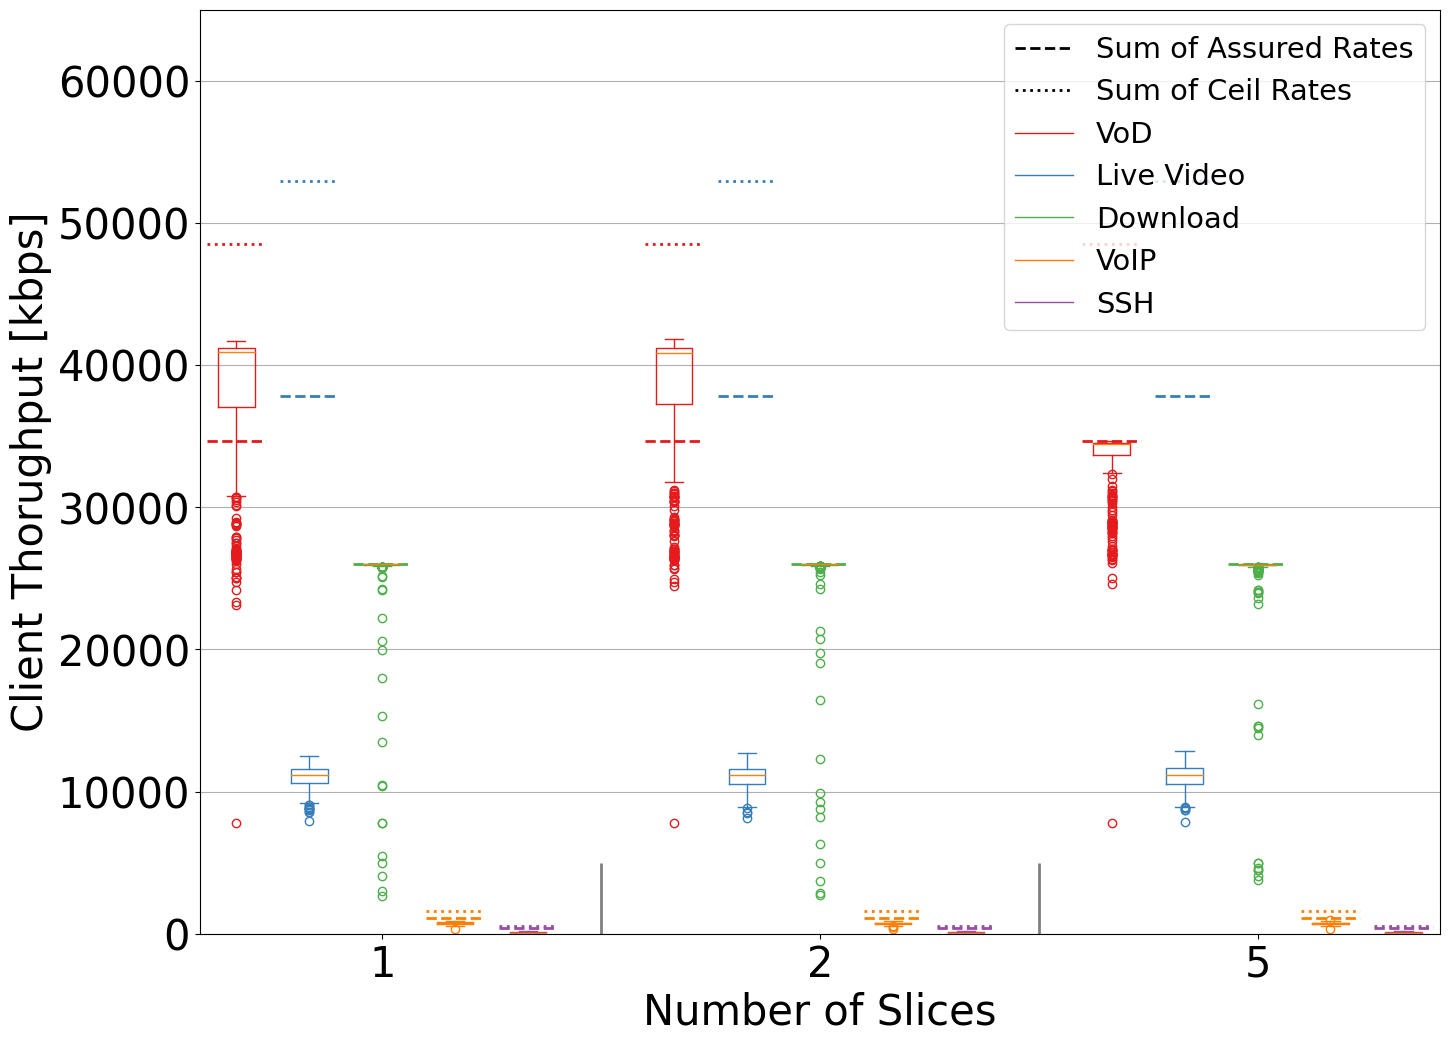 Client Thorughput [kbps]
60000
50000
40000
30000
20000
10000
0
Sum of Assured Rates
Sum of Ceil Rates
VoD
Live Video
Download
VoIP
SSH
1 2 5
Number of Slices